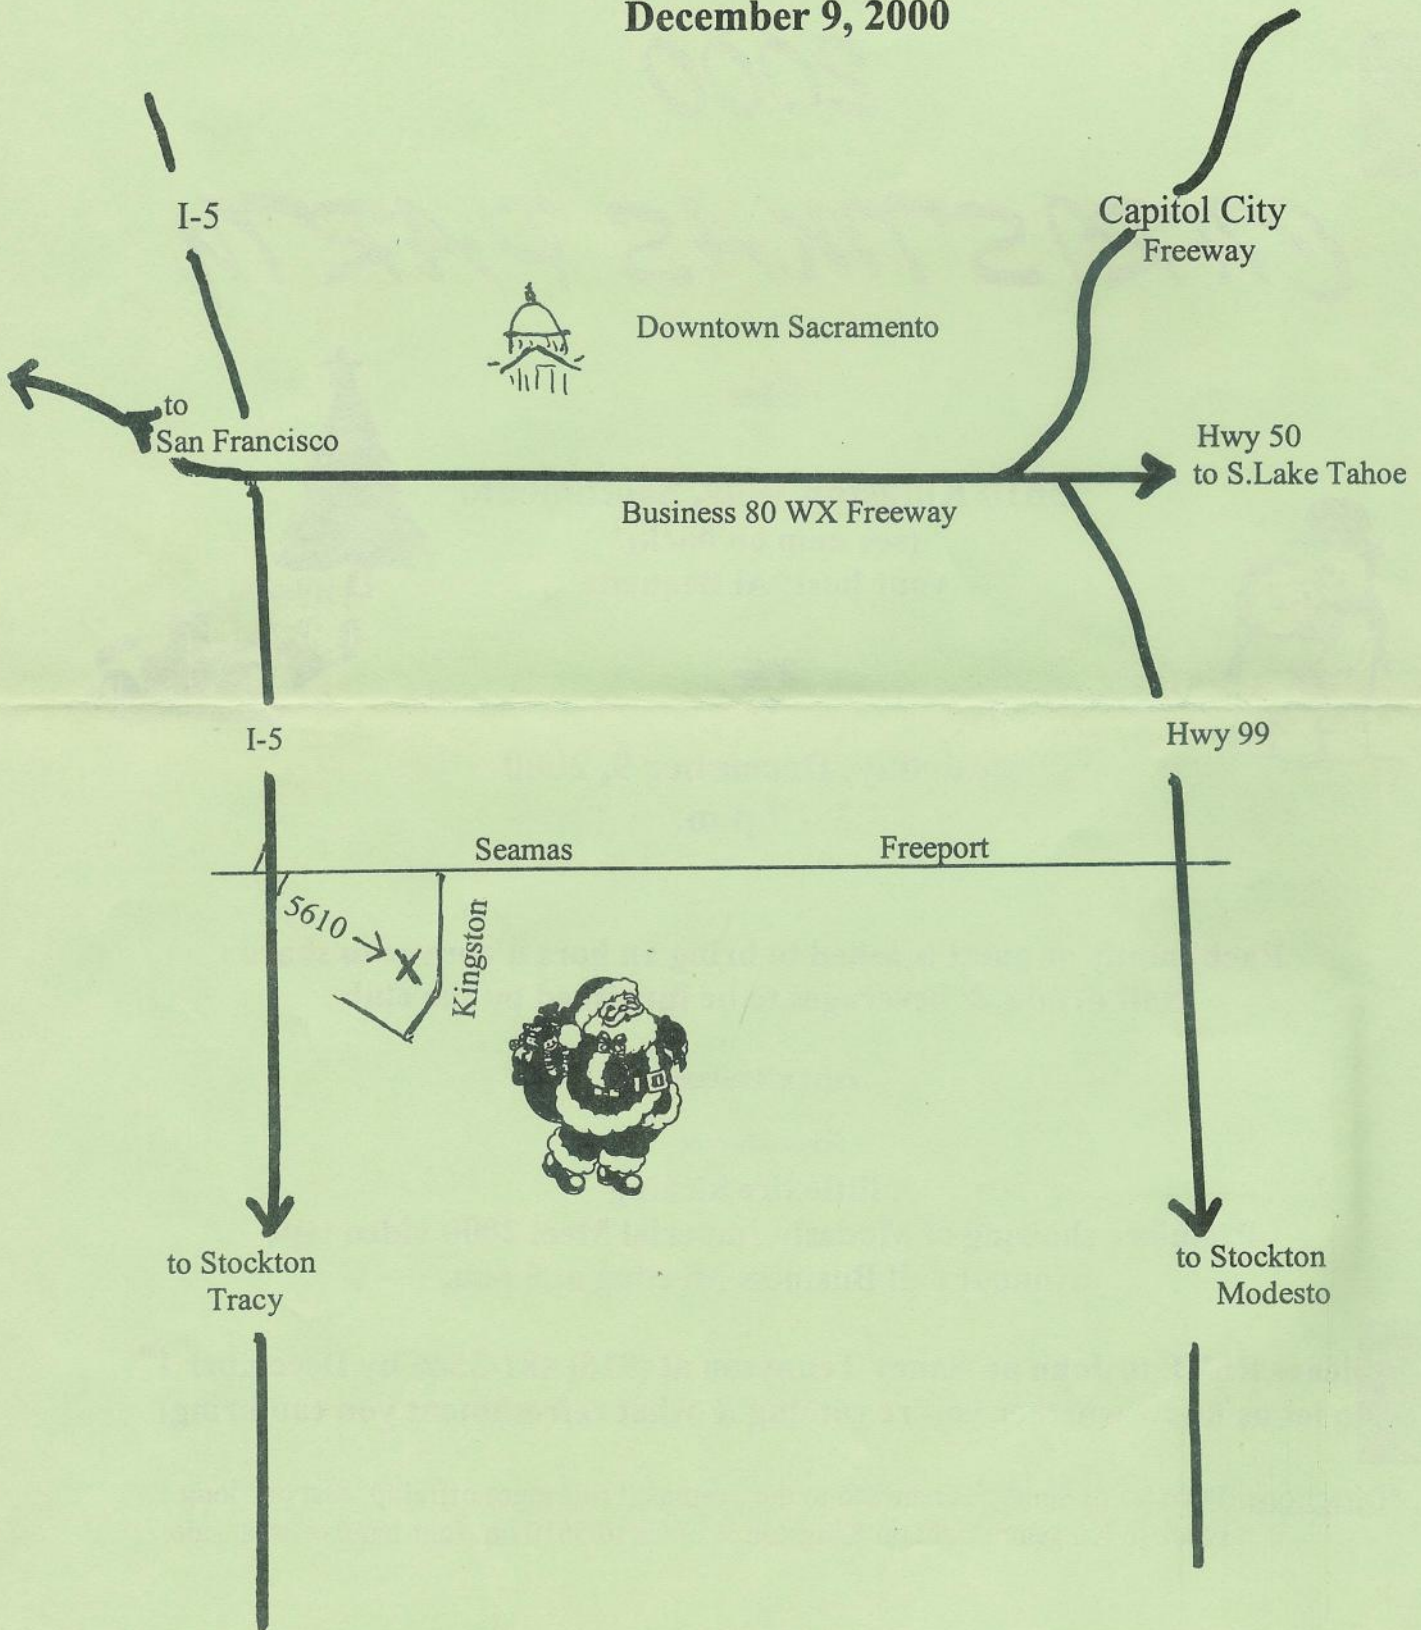 December 9, 2000
I-5
Capitol City
Freeway
Downtown Sacramento
to
San Francisco
Hwy 50
to S.Lake Tahoe
Business 80 WX Freeway
I-5
Hwy 99
Seamas
Freeport
5610
X
Kingston
to Stockton
Tracy
to Stockton
Modesto